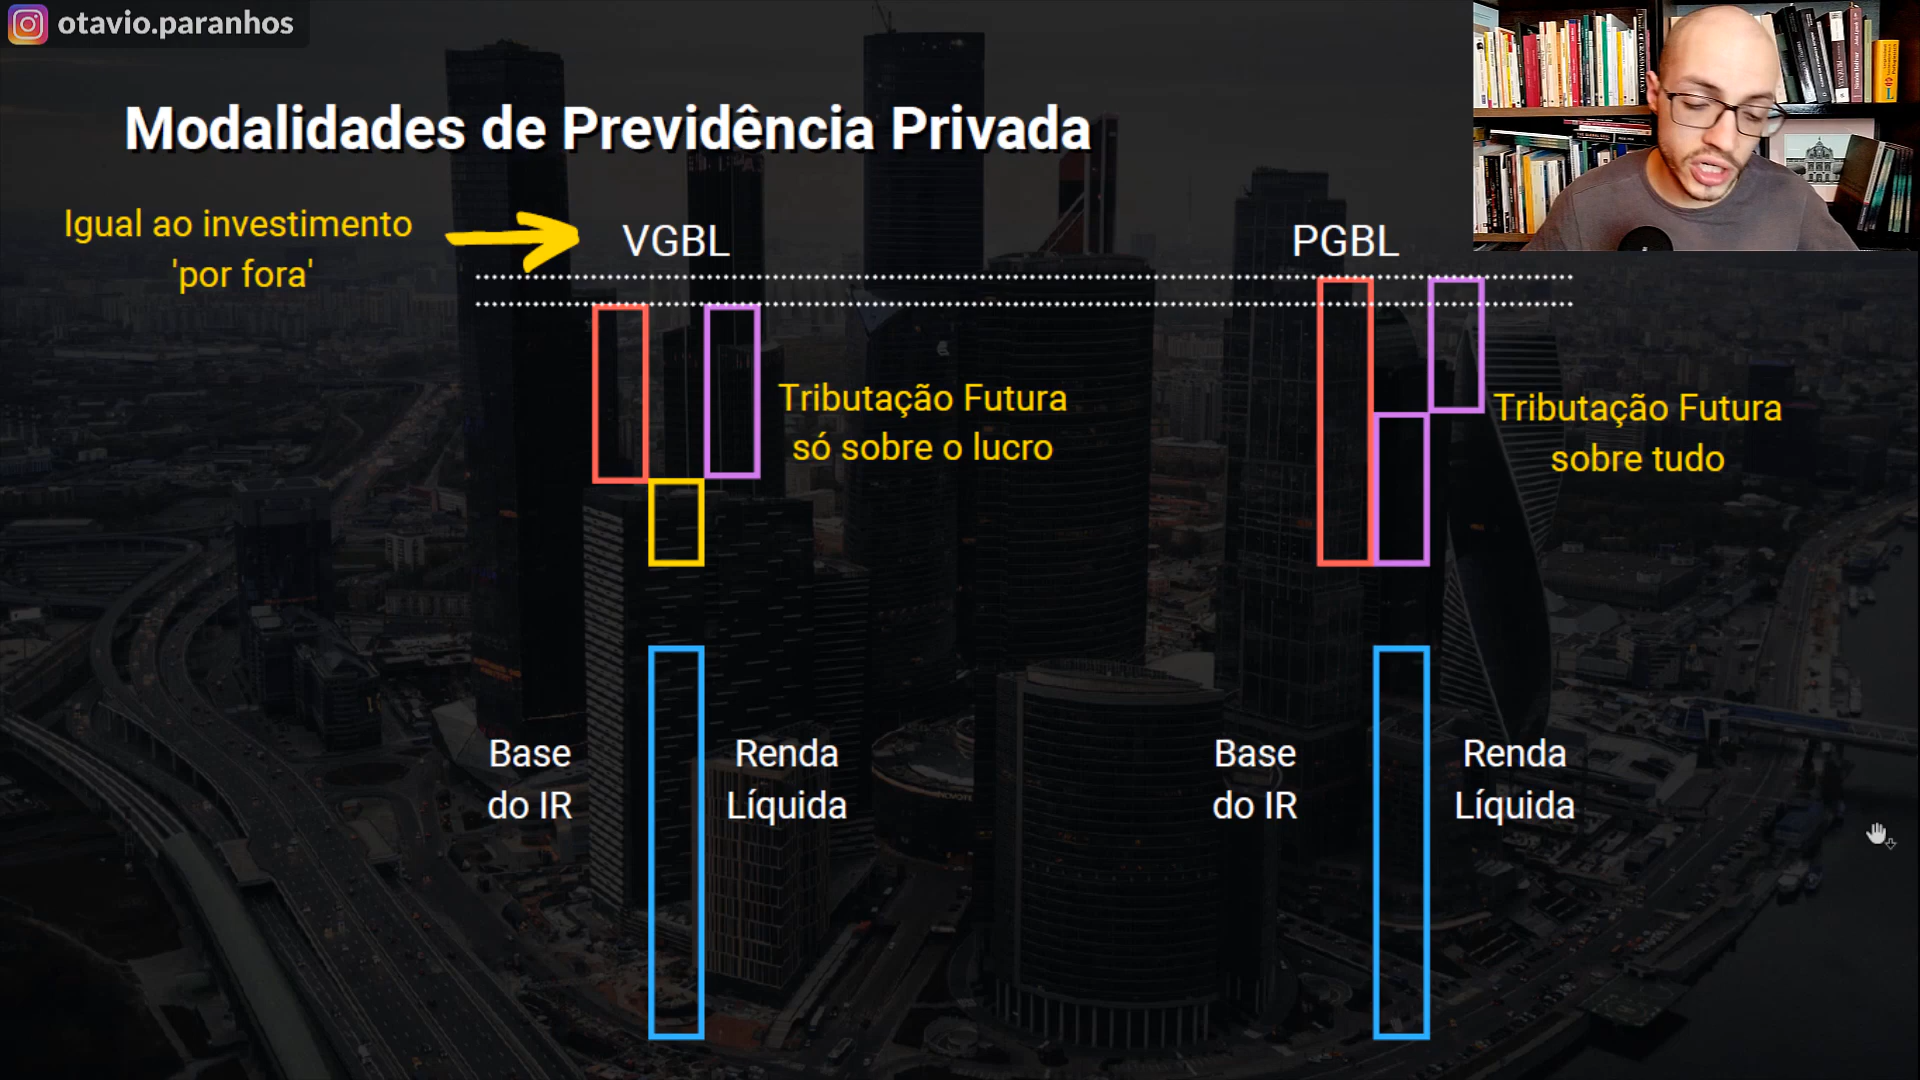 otavio.paranhos
Modalidades de Previdência Privada
Igual ao investimento
'por fora'
VGBL
PGBL
Tributação Futura
só sobre o lucro
Tributação Futura
sobre tudo
Base
do IR
Renda
Líquida
Base
do IR
Renda
Líquida